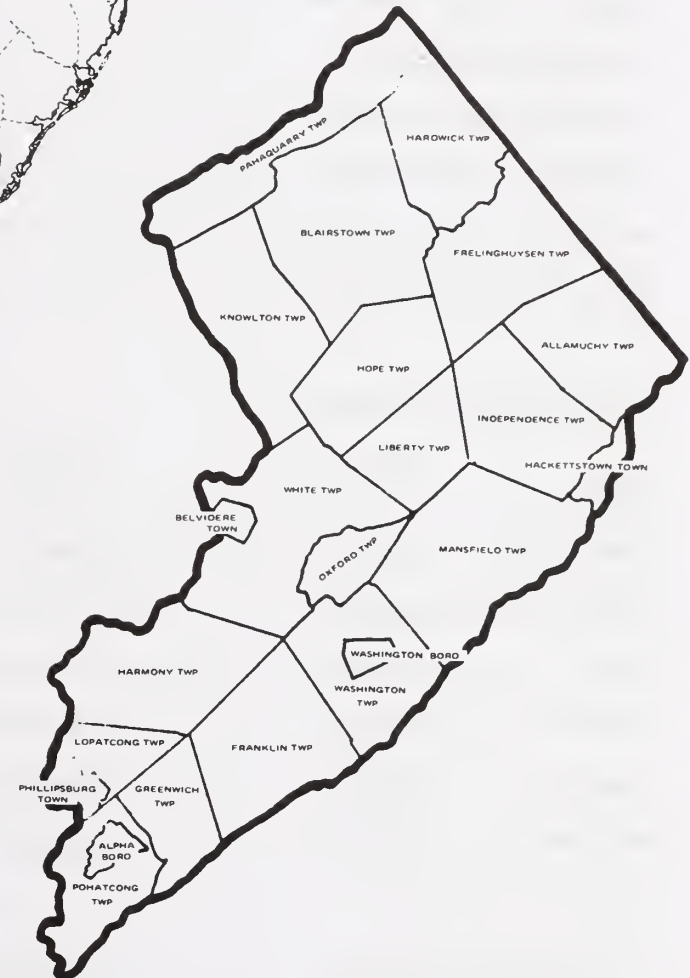 PAHAQUARRY TWP
HARDWICK TWP
BLAIRSTOWN TWP
FRELINGHUYSEN TWP
KNOWLTON TWP
ALLAMUCHY TWP
HOPE TWP
INDEPENDENCE TWP
LIBERTY TWP
HACKETTSTOWN TOWN
WHITE TWP
BELVIDERE
TOWN
OXFORD TWP
MANSFIELD TWP
WASHINGTON BORO
HARMONY TWP
WASHINGTON
TWP
LOPATCONG TWP
FRANKLIN TWP
PHILLIPSBURG
TOWN
GREENWICH
TWP
ALPHA
BORO
POHATCONG
TWP